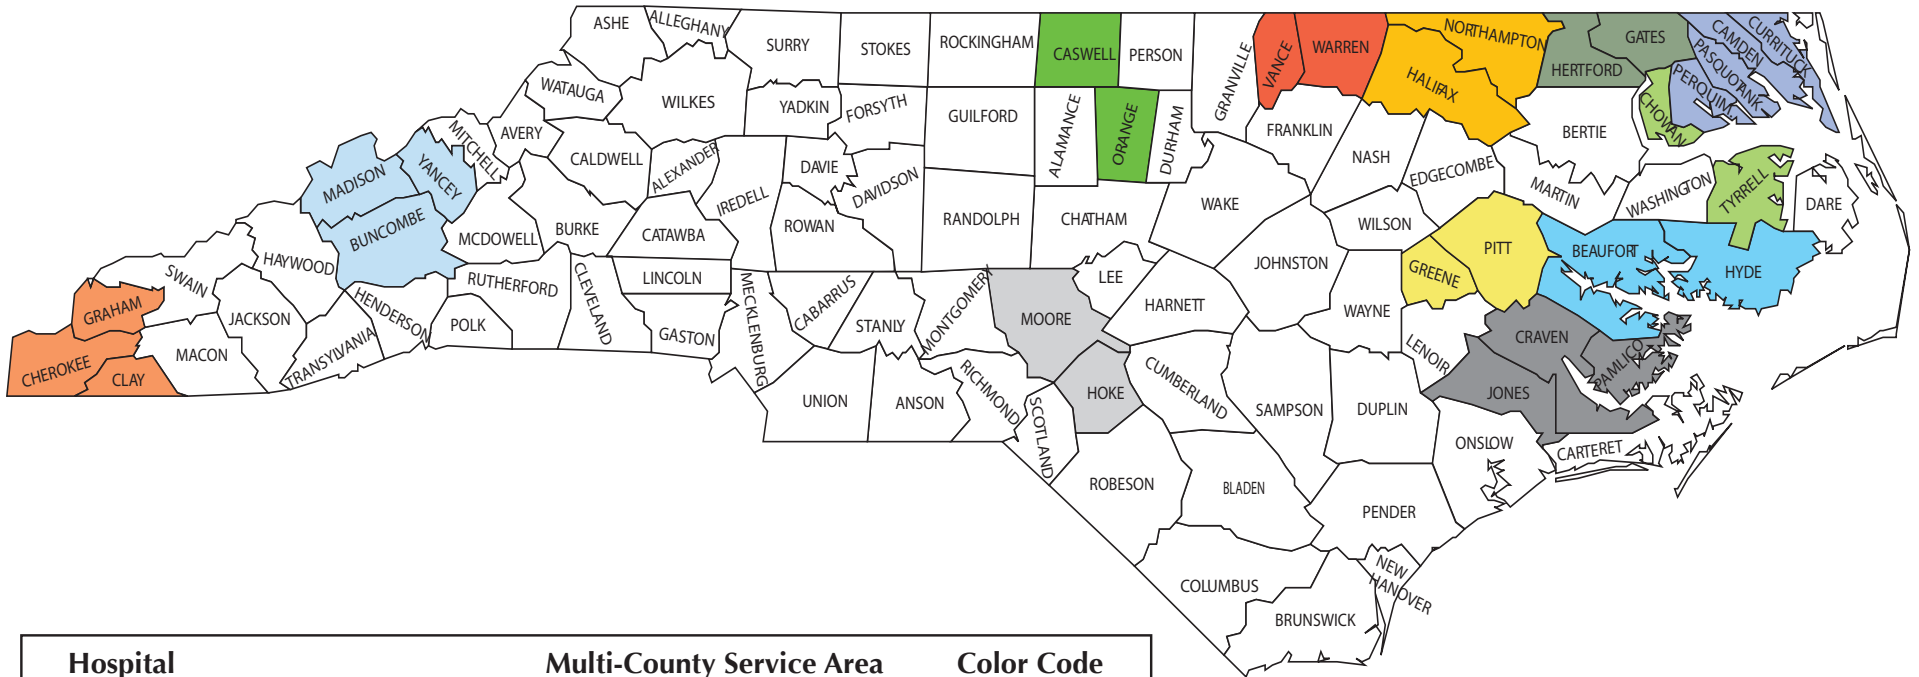 ASHE
ALLEGHANY
SURRY
STOKES
ROCKINGHAM
CASWELL
PERSON
GRANVILLE
VANCE
WARREN
NORTHAMPTON
HALIFAX
HERTFORD
GATES
CURRITUCK
CAMDEN
PASQUOTANK
PERQUIM
CHOWAN
WATAUGA
WILKES
YADKIN
FORSYTH
GUILFORD
ALAMANCE
ORANGE
DURHAM
FRANKLIN
NASH
EDGECOMBE
BERTIE
MARTIN
WASHINGTON
TYRRELL
DARE
MITCHELL
AVERY
CALDWELL
ALEXANDER
IREDELL
DAVIE
DAVIDSON
MADISON
YANCEY
BUNCOMBE
MCDOWELL
BURKE
CATAWBA
ROWAN
RANDOLPH
CHATHAM
WAKE
WILSON
GREENE
PITT
BEAUFORT
HYDE
HAYWOOD
SWAIN
GRAHAM
JACKSON
HENDERSON
RUTHERFORD
CLEVELAND
LINCOLN
GASTON
MECKLENBURG
CABARRUS
STANLY
MONTGOMERY
MOORE
LEE
HARNETT
JOHNSTON
WAYNE
LENOIR
CRAVEN
PAMLICO
JONES
CHEROKEE
CLAY
MACON
TRANSYLVANIA
POLK
UNION
ANSON
RICHMOND
SCOTLAND
HOKE
CUMBERLAND
SAMPSON
DUPLIN
ONSLOW
CARTERET
ROBESON
BLADEN
PENDER
COLUMBUS
NEW
HANOVER
BRUNSWICK
Hospital Multi-County Service Area Color Code